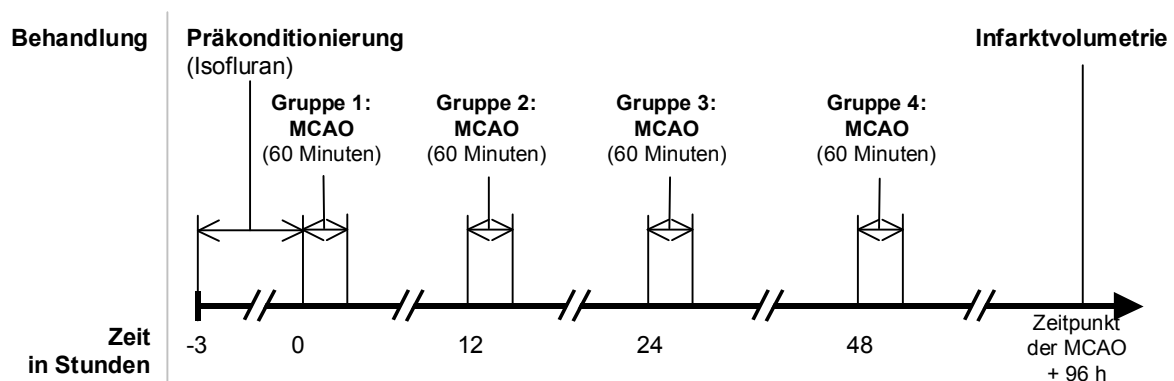 Behandlung
Präkonditionierung
(Isofluran)
Infarktvolumetrie
Gruppe 1:
MCAO
(60 Minuten)
Gruppe 2:
MCAO
(60 Minuten)
Gruppe 3:
MCAO
(60 Minuten)
Gruppe 4:
MCAO
(60 Minuten)
Zeit
in Stunden
-3
0
12
24
48
Zeitpunkt
der MCAO
+ 96 h